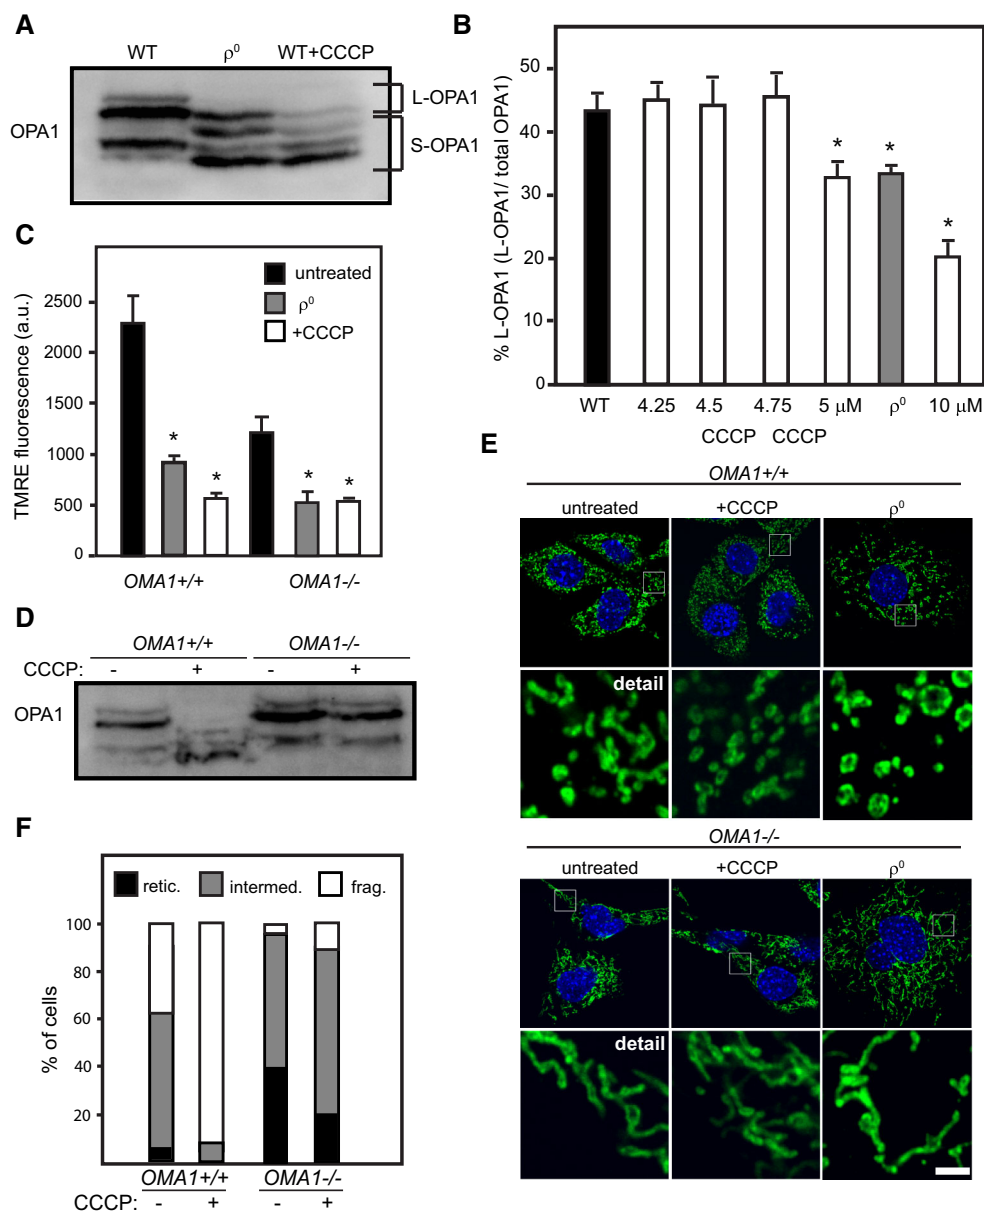 A
WT ρ⁰ WT+CCCP
OPA1
L-OPA1
S-OPA1
B
% L-OPA1 (L-OPA1/ total OPA1)
50
40
30
20
10
0
* * *
WT 4.25 4.5 4.75 5 μM ρ⁰ 10 μM
CCCP CCCP
C
TMRE fluorescence (a.u.)
2500
2000
1500
1000
500
0
untreated
ρ⁰
+CCCP
* * * *
OMA1+/+ OMA1-/-
D
OMA1+/+ OMA1-/-
CCCP: - + - +
OPA1
E
OMA1+/+
untreated +CCCP ρ⁰
detail
OMA1-/-
untreated +CCCP ρ⁰
detail
F
retic. intermed. frag.
% of cells
100
80
60
40
20
OMA1+/+ OMA1-/-
CCCP: - + - +